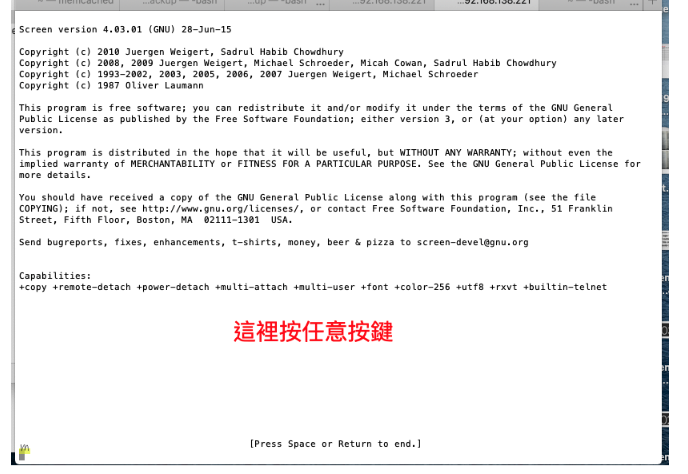 — memcached
...ackup — -bash
...up — -bash
...92.168.138.221
...92.168.138.221
~ — -bash
Screen version 4.03.01 (GNU) 28-Jun-15
Copyright (c) 2010 Juergen Weigert, Sadrul Habib Chowdhury
Copyright (c) 2008, 2009 Juergen Weigert, Michael Schroeder, Micah Cowan, Sadrul Habib Chowdhury
Copyright (c) 1993-2002, 2003, 2005, 2006, 2007 Juergen Weigert, Michael Schroeder
Copyright (c) 1987 Oliver Laumann
This program is free software; you can redistribute it and/or modify it under the terms of the GNU General
Public License as published by the Free Software Foundation; either version 3, or (at your option) any later
version.
This program is distributed in the hope that it will be useful, but WITHOUT ANY WARRANTY; without even the
implied warranty of MERCHANTABILITY or FITNESS FOR A PARTICULAR PURPOSE. See the GNU General Public License for
more details.
You should have received a copy of the GNU General Public License along with this program (see the file
COPYING); if not, see http://www.gnu.org/licenses/, or contact Free Software Foundation, Inc., 51 Franklin
Street, Fifth Floor, Boston, MA  02111-1301  USA.
Send bugreports, fixes, enhancements, t-shirts, money, beer & pizza to screen-devel@gnu.org
Capabilities:
+copy +remote-detach +power-detach +multi-attach +multi-user +font +color-256 +utf8 +rxvt +builtin-telnet
這裡按任意按鍵
[Press Space or Return to end.]